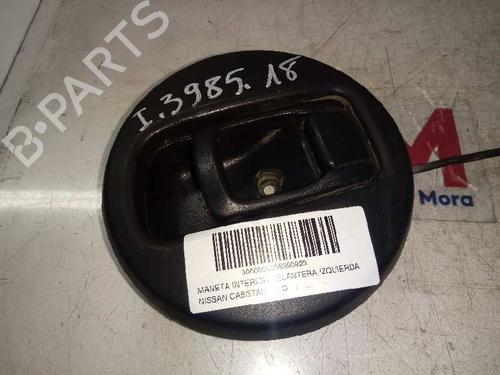 B-PARTS
I.3985.18
M
Mora
MANETA INTERIOR DELANTERA IZQUIERDA
NISSAN CABSTAR